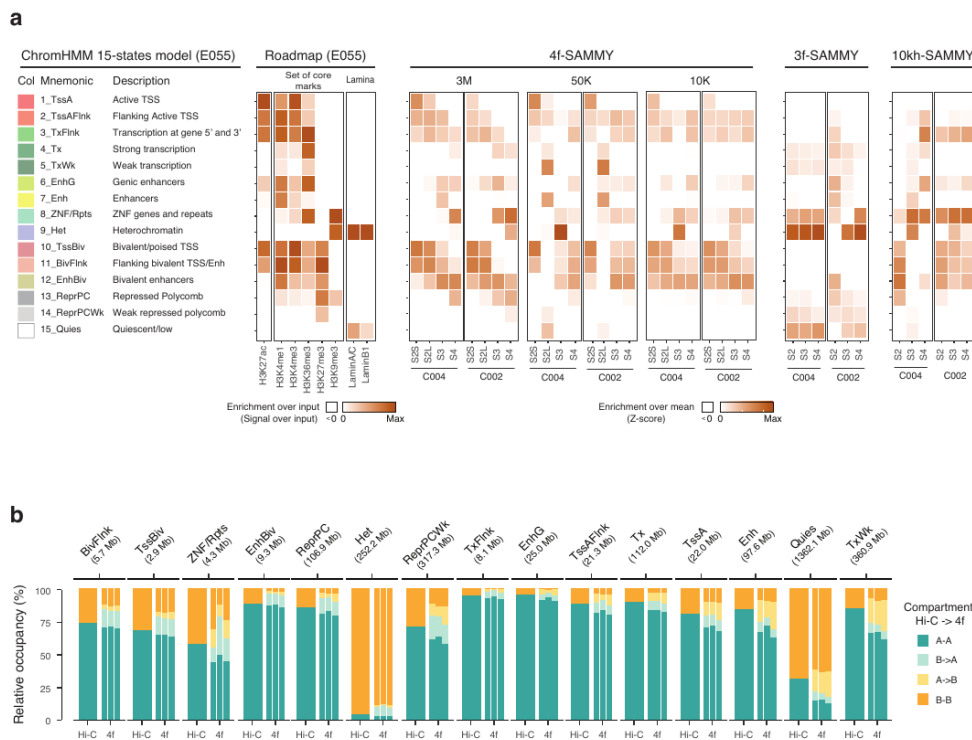 a
ChromHMM 15-states model (E055)
Roadmap (E055)
4f-SAMMY
3f-SAMMY
10kh-SAMMY
Col Mnemonic Description
Set of core marks
Lamina
3M
50K
10K
1_TssA Active TSS
2_TssAFlnk Flanking Active TSS
3_TxFlnk Transcription at gene 5' and 3'
4_Tx Strong transcription
5_TxWk Weak transcription
6_EnhG Genic enhancers
7_Enh Enhancers
8_ZNF/Rpts ZNF genes and repeats
9_Het Heterochromatin
10_TssBiv Bivalent/poised TSS
11_BivFlnk Flanking bivalent TSS/Enh
12_EnhBiv Bivalent enhancers
13_ReprPC Repressed Polycomb
14_ReprPCWk Weak repressed polycomb
15_Quies Quiescent/low
H3K27ac H3K4me1 H3K4me3 H3K36me3 H3K27me3 H3K9me3 LaminA/C LaminB1
S2S S2L S3 S4 S2S S2L S3 S4
S2S S2L S3 S4 S2S S2L S3 S4
S2S S2L S3 S4 S2S S2L S3 S4
S2 S3 S4 S2 S3 S4
S2 S3 S4 S2 S3 S4
C004 C002 C004 C002 C004 C002 C004 C002 C004 C002
Enrichment over input
(Signal over input)
<0 0 Max
Enrichment over mean
(Z-score)
<0 0 Max
b
BivFlnk (5.7 Mb)
TssBiv (2.9 Mb)
ZNF/Rpts (4.3 Mb)
EnhBiv (9.3 Mb)
ReprPC (106.9 Mb)
Het (252.2 Mb)
ReprPCWk (377.3 Mb)
TxFlnk (8.1 Mb)
EnhG (25.0 Mb)
TssAFlnk (21.3 Mb)
Tx (112.0 Mb)
TssA (22.0 Mb)
Enh (97.6 Mb)
Quies (1362.1 Mb)
TxWk (360.9 Mb)
Relative occupancy (%)
100
75
50
25
0
Hi-C 4f Hi-C 4f Hi-C 4f Hi-C 4f Hi-C 4f Hi-C 4f Hi-C 4f Hi-C 4f Hi-C 4f Hi-C 4f Hi-C 4f Hi-C 4f Hi-C 4f Hi-C 4f Hi-C 4f
Compartment
Hi-C -> 4f
A-A
B->A
A->B
B-B